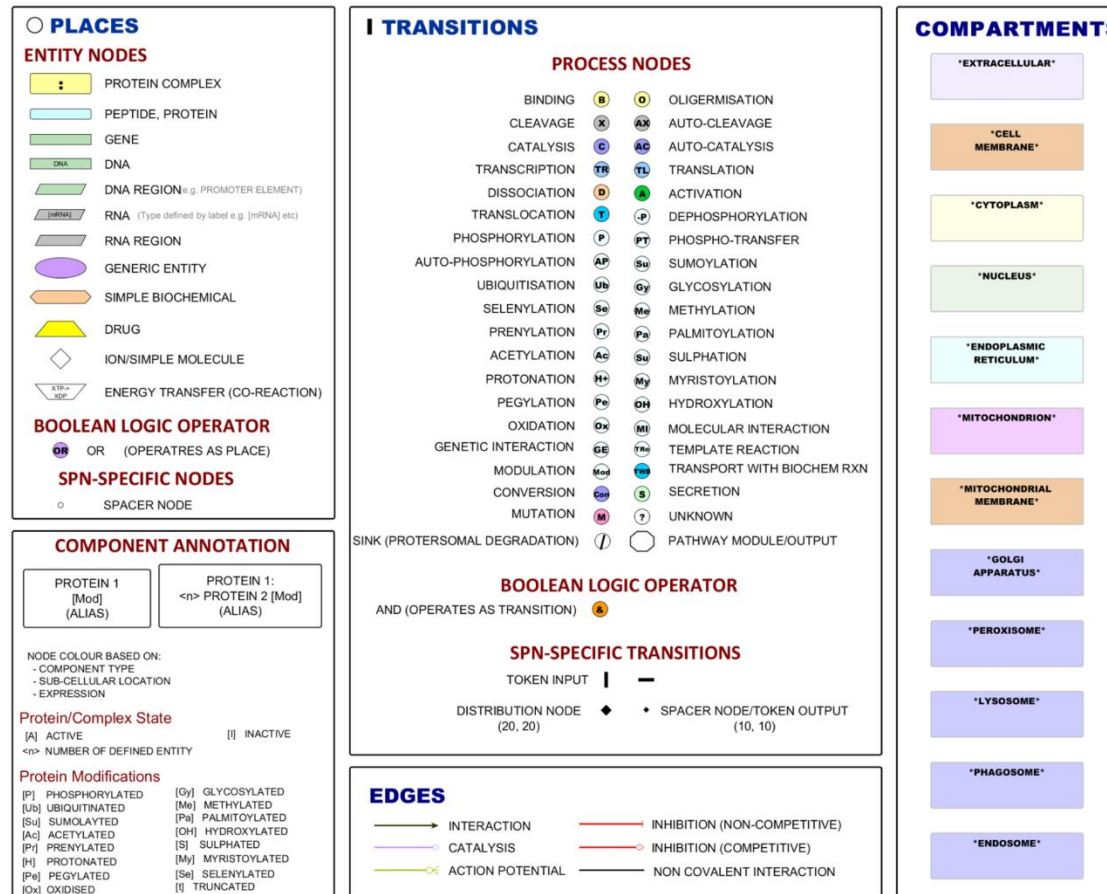 PLACES
ENTITY NODES
: PROTEIN COMPLEX
PEPTIDE, PROTEIN
GENE
DNA DNA
DNA REGION(e.g. PROMOTER ELEMENT)
[mRNA] RNA (Type defined by label e.g. [mRNA] etc)
RNA REGION
GENERIC ENTITY
SIMPLE BIOCHEMICAL
DRUG
ION/SIMPLE MOLECULE
XTP->
XDP
ENERGY TRANSFER (CO-REACTION)
BOOLEAN LOGIC OPERATOR
OR OR (OPERATRES AS PLACE)
SPN-SPECIFIC NODES
SPACER NODE
COMPONENT ANNOTATION
PROTEIN 1
[Mod]
(ALIAS)
PROTEIN 1:
<n> PROTEIN 2 [Mod]
(ALIAS)
NODE COLOUR BASED ON:
- COMPONENT TYPE
- SUB-CELLULAR LOCATION
- EXPRESSION
Protein/Complex State
[A] ACTIVE [I] INACTIVE
<n> NUMBER OF DEFINED ENTITY
Protein Modifications
[P] PHOSPHORYLATED
[Ub] UBIQUITINATED
[Su] SUMOLAYTED
[Ac] ACETYLATED
[Pr] PRENYLATED
[H] PROTONATED
[Pe] PEGYLATED
[Ox] OXIDISED
[Gy] GLYCOSYLATED
[Me] METHYLATED
[Pa] PALMITOYLATED
[OH] HYDROXYLATED
[S] SULPHATED
[My] MYRISTOYLATED
[Se] SELENYLATED
[t] TRUNCATED
TRANSITIONS
PROCESS NODES
BINDING B O OLIGERMISATION
CLEAVAGE X AX AUTO-CLEAVAGE
CATALYSIS C AC AUTO-CATALYSIS
TRANSCRIPTION TR TL TRANSLATION
DISSOCIATION D A ACTIVATION
TRANSLOCATION T -P DEPHOSPHORYLATION
PHOSPHORYLATION P PT PHOSPHO-TRANSFER
AUTO-PHOSPHORYLATION AP Su SUMOYLATION
UBIQUITISATION Ub Gy GLYCOSYLATION
SELENYLATION Se Me METHYLATION
PRENYLATION Pr Pa PALMITOYLATION
ACETYLATION Ac Su SULPHATION
PROTONATION H+ My MYRISTOYLATION
PEGYLATION Pe OH HYDROXYLATION
OXIDATION Ox MI MOLECULAR INTERACTION
GENETIC INTERACTION GE TRe TEMPLATE REACTION
MODULATION Mod TWB TRANSPORT WITH BIOCHEM RXN
CONVERSION Con S SECRETION
MUTATION M ? UNKNOWN
SINK (PROTERSOMAL DEGRADATION) PATHWAY MODULE/OUTPUT
BOOLEAN LOGIC OPERATOR
AND (OPERATES AS TRANSITION) &
SPN-SPECIFIC TRANSITIONS
TOKEN INPUT
DISTRIBUTION NODE
(20, 20)
SPACER NODE/TOKEN OUTPUT
(10, 10)
EDGES
INTERACTION INHIBITION (NON-COMPETITIVE)
CATALYSIS INHIBITION (COMPETITIVE)
ACTION POTENTIAL NON COVALENT INTERACTION
COMPARTMENTS
*EXTRACELLULAR*
*CELL
MEMBRANE*
*CYTOPLASM*
*NUCLEUS*
*ENDOPLASMIC
RETICULUM*
*MITOCHONDRION*
*MITOCHONDRIAL
MEMBRANE*
*GOLGI
APPARATUS*
*PEROXISOME*
*LYSOSOME*
*PHAGOSOME*
*ENDOSOME*